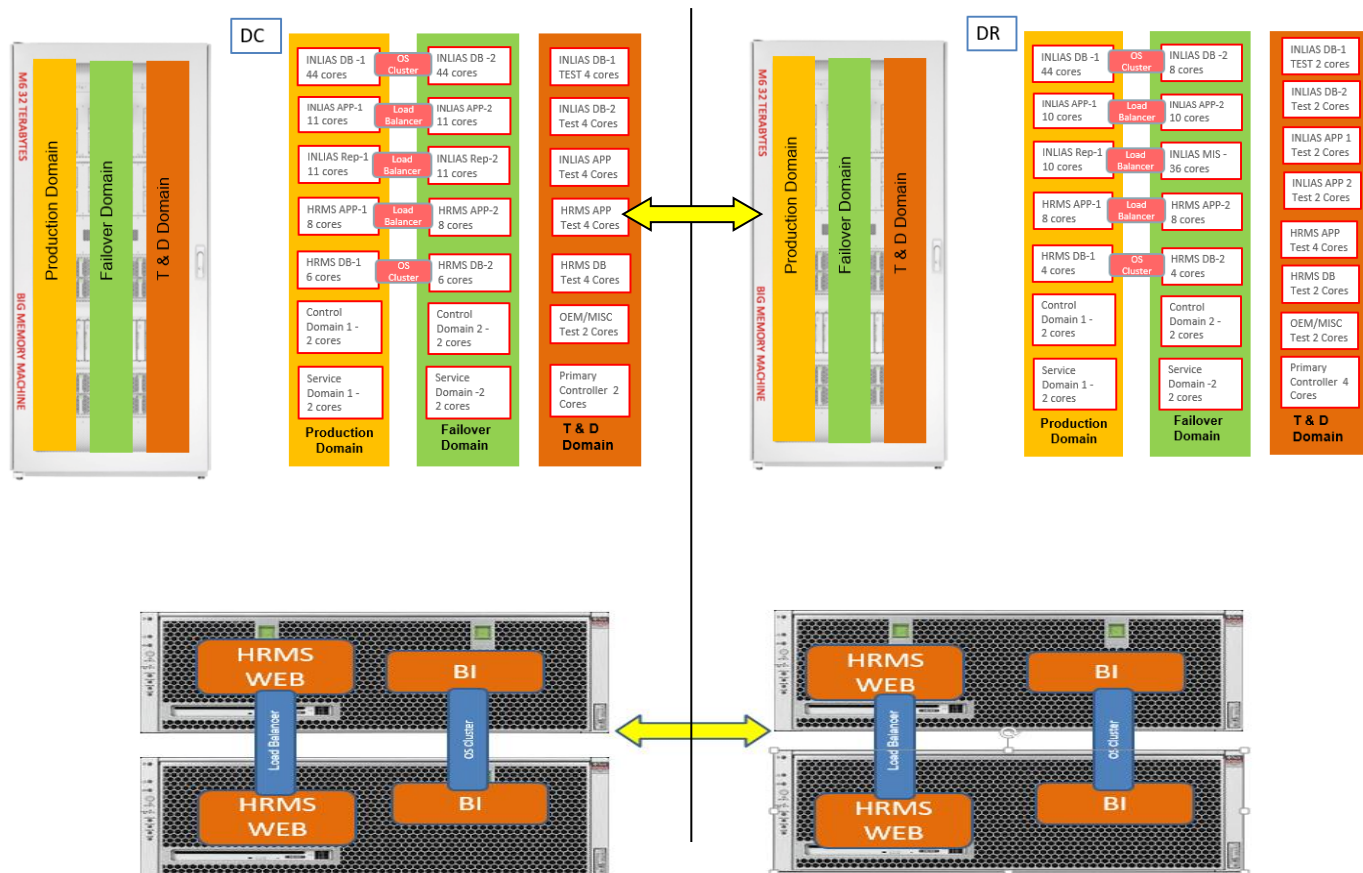 DC
M6 32 TERABYTES
BIG MEMORY MACHINE
Production Domain
Failover Domain
T & D Domain
INLIAS DB -1
44 cores
OS
Cluster
INLIAS DB -2
44 cores
INLIAS APP-1
11 cores
Load
Balancer
INLIAS APP-2
11 cores
INLIAS Rep-1
11 cores
Load
Balancer
INLIAS Rep-2
11 cores
HRMS APP-1
8 cores
Load
Balancer
HRMS APP-2
8 cores
HRMS DB-1
6 cores
OS
Cluster
HRMS DB-2
6 cores
Control
Domain 1 -
2 cores
Control
Domain 2 -
2 cores
Service
Domain 1 -
2 cores
Service
Domain -2
2 cores
Production
Domain
Failover
Domain
INLIAS DB-1
TEST 4 cores
INLIAS DB-2
Test 4 Cores
INLIAS APP
Test 4 Cores
HRMS APP
Test 4 Cores
HRMS DB
Test 4 Cores
OEM/MISC
Test 2 Cores
Primary
Controller 2
Cores
T & D
Domain
DR
M6 32 TERABYTES
BIG MEMORY MACHINE
Production Domain
Failover Domain
T & D Domain
INLIAS DB -1
44 cores
OS
Cluster
INLIAS DB -2
8 cores
INLIAS APP-1
10 cores
Load
Balancer
INLIAS APP-2
10 cores
INLIAS Rep-1
10 cores
Load
Balancer
INLIAS MIS -
36 cores
HRMS APP-1
8 cores
Load
Balancer
HRMS APP-2
8 cores
HRMS DB-1
4 cores
OS
Cluster
HRMS DB-2
4 cores
Control
Domain 1 -
2 cores
Control
Domain 2 -
2 cores
Service
Domain 1 -
2 cores
Service
Domain -2
2 cores
Production
Domain
Failover
Domain
INLIAS DB-1
TEST 2 cores
INLIAS DB-2
Test 2 Cores
INLIAS APP 1
Test 2 Cores
INLIAS APP 2
Test 2 Cores
HRMS APP
Test 4 Cores
HRMS DB
Test 2 Cores
OEM/MISC
Test 2 Cores
Primary
Controller 4
Cores
T & D
Domain
HRMS
WEB
BI
Load Balancer
OS Cluster
HRMS
WEB
BI
HRMS
WEB
BI
Load Balancer
OS Cluster
HRMS
WEB
BI